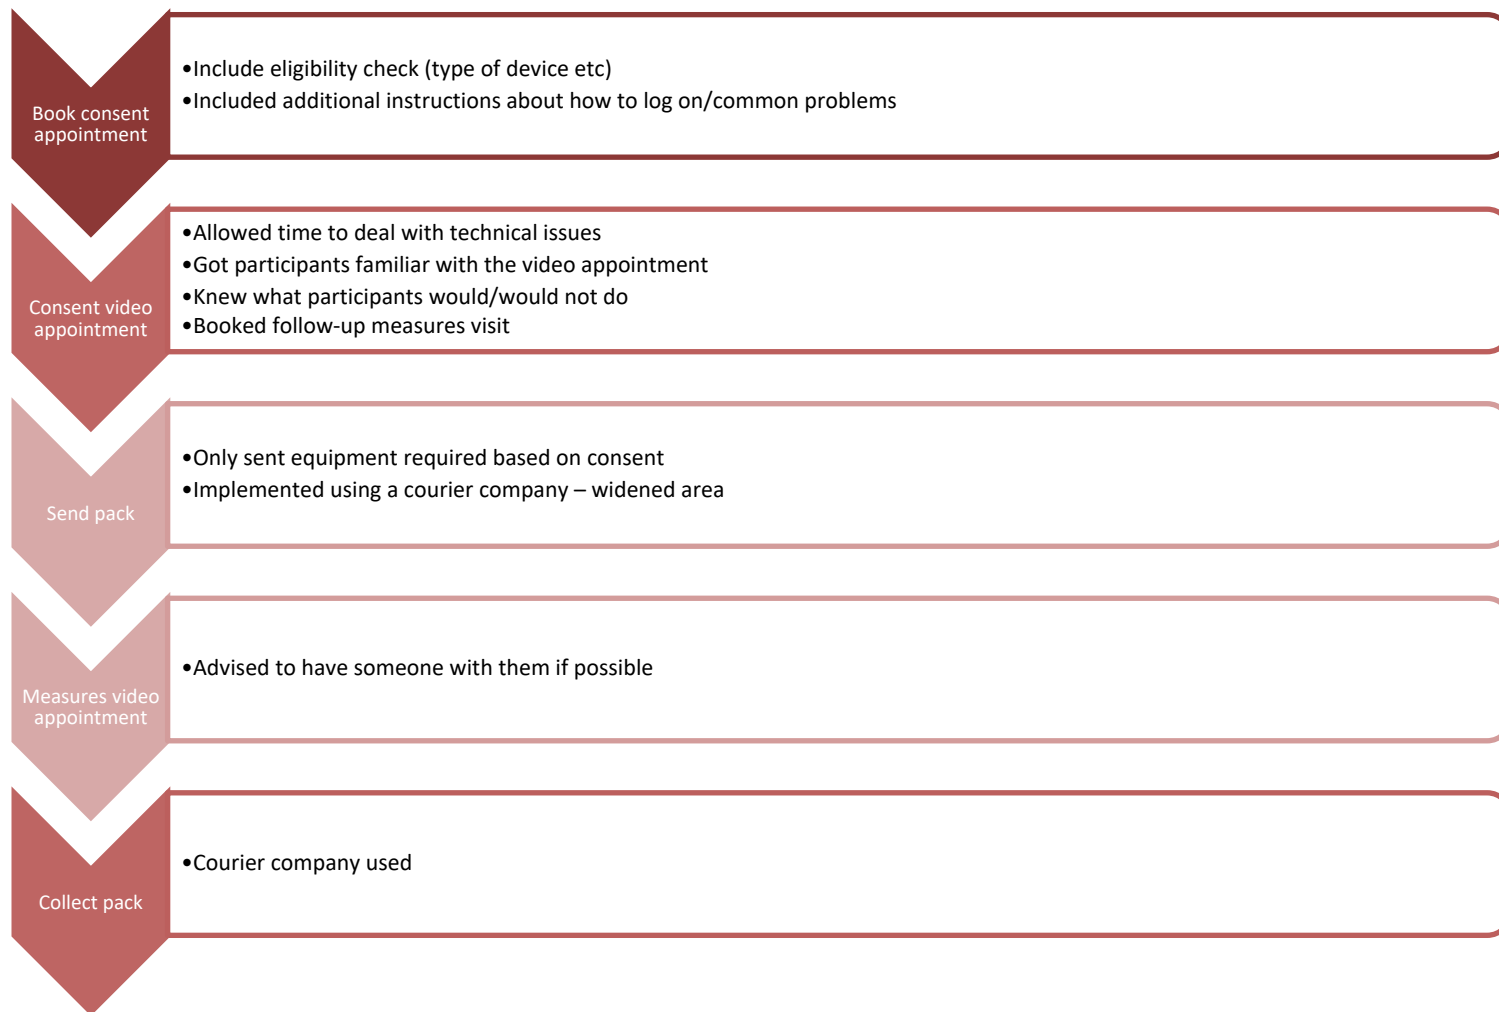 Book consent
appointment
•Include eligibility check (type of device etc)
•Included additional instructions about how to log on/common problems
Consent video
appointment
•Allowed time to deal with technical issues
•Got participants familiar with the video appointment
•Knew what participants would/would not do
•Booked follow-up measures visit
Send pack
•Only sent equipment required based on consent
•Implemented using a courier company – widened area
Measures video
appointment
•Advised to have someone with them if possible
Collect pack
•Courier company used